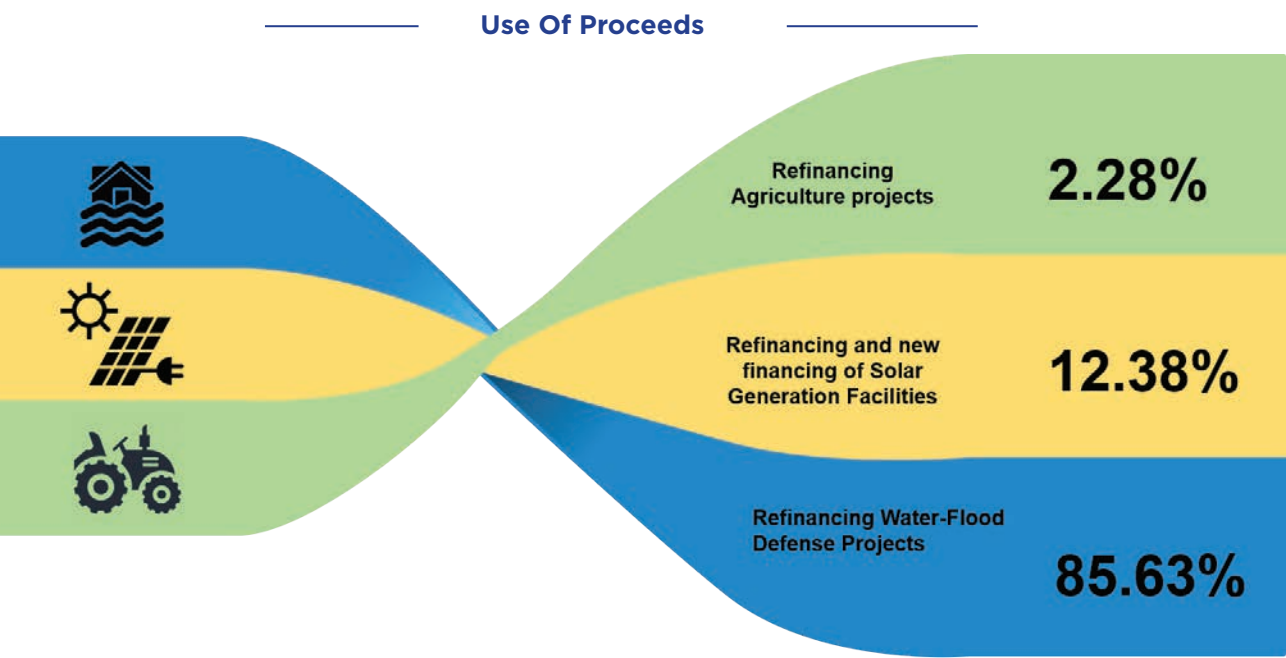 Use Of Proceeds
Refinancing
Agriculture projects
2.28%
Refinancing and new
financing of Solar
Generation Facilities
12.38%
Refinancing Water-Flood
Defense Projects
85.63%